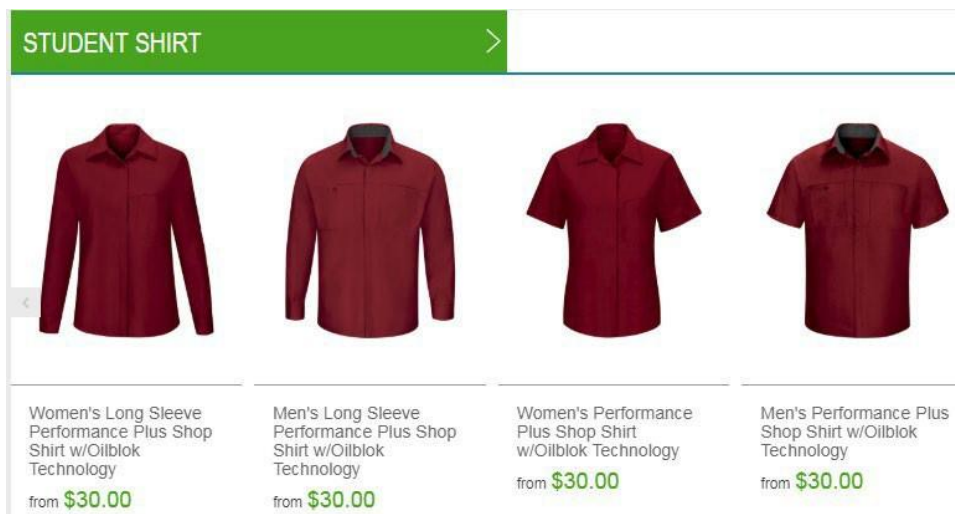 STUDENT SHIRT
Women's Long Sleeve
Performance Plus Shop
Shirt w/Oilblok
Technology
from $30.00
Men's Long Sleeve
Performance Plus Shop
Shirt w/Oilblok
Technology
from $30.00
Women's Performance
Plus Shop Shirt
w/Oilblok Technology
from $30.00
Men's Performance Plus
Shop Shirt w/Oilblok
Technology
from $30.00